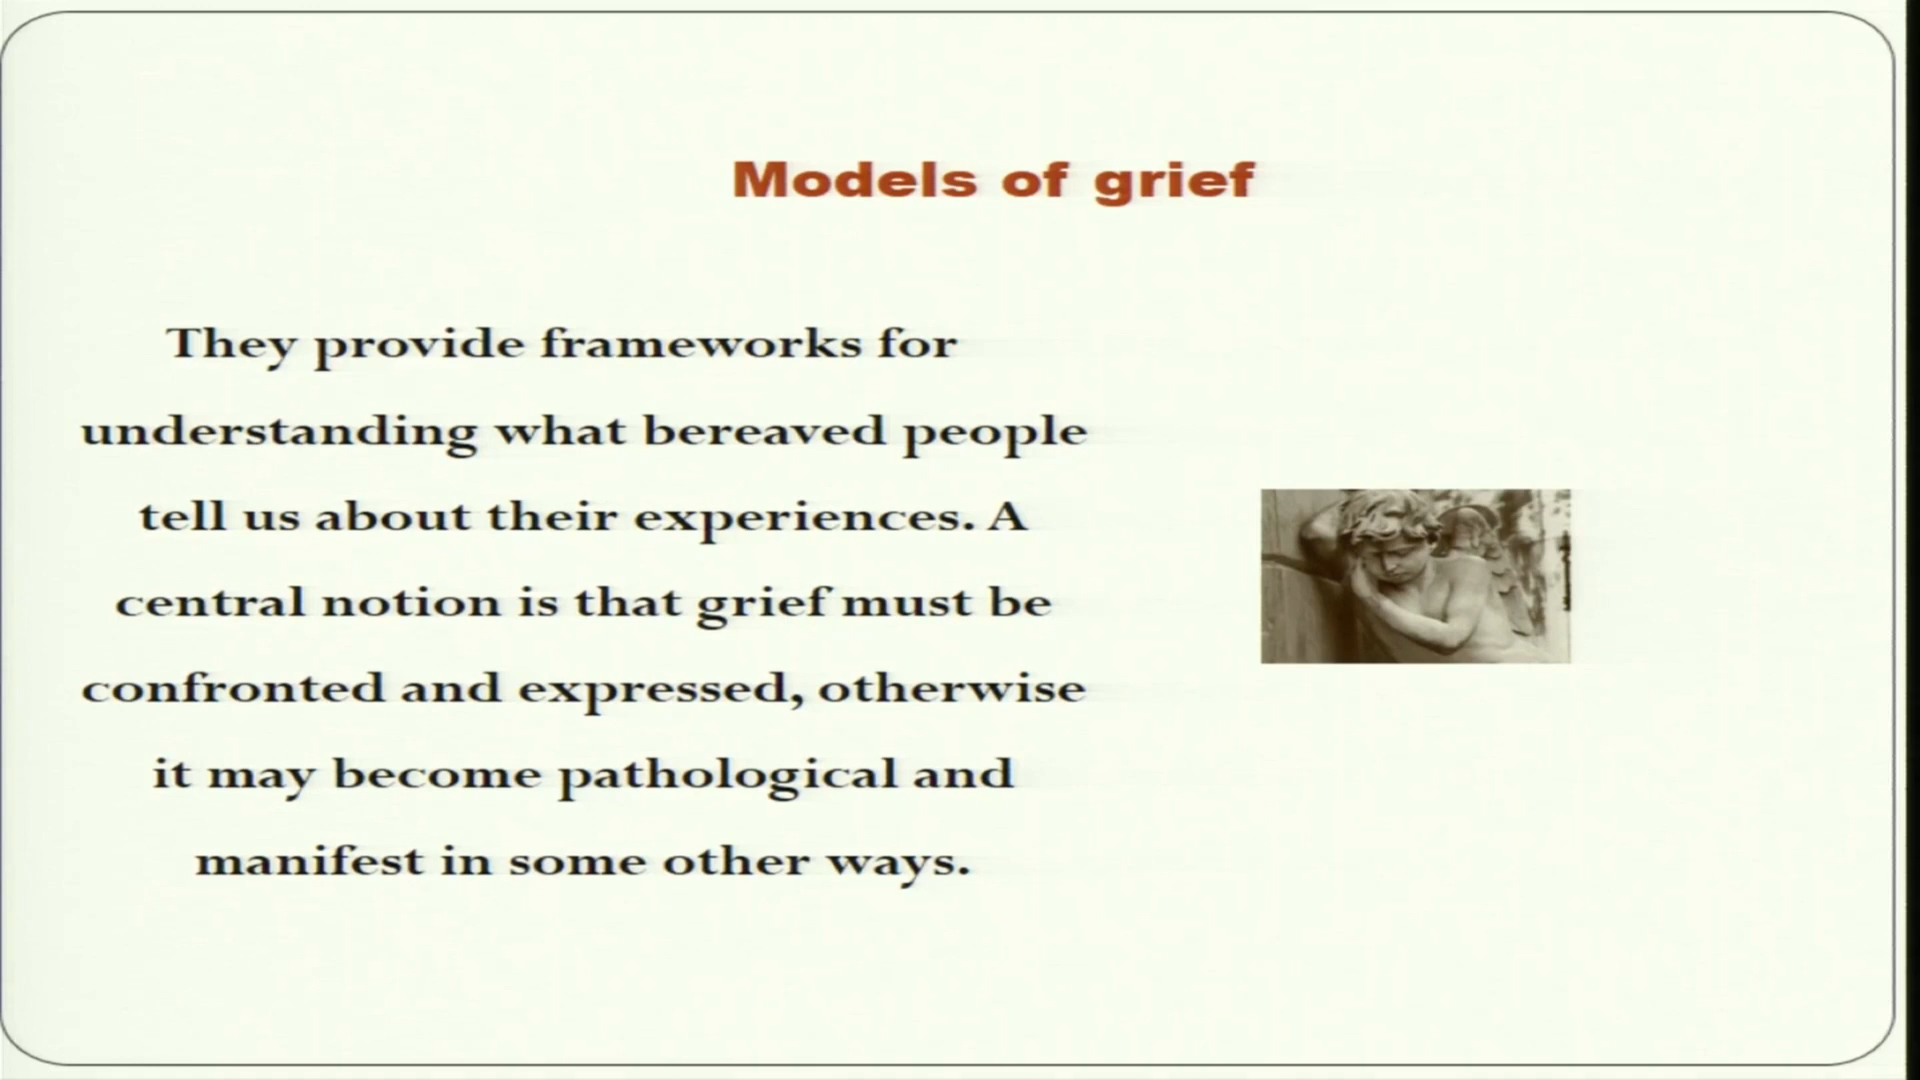 Models of grief
They provide frameworks for
understanding what bereaved people
tell us about their experiences. A
central notion is that grief must be
confronted and expressed, otherwise
it may become pathological and
manifest in some other ways.